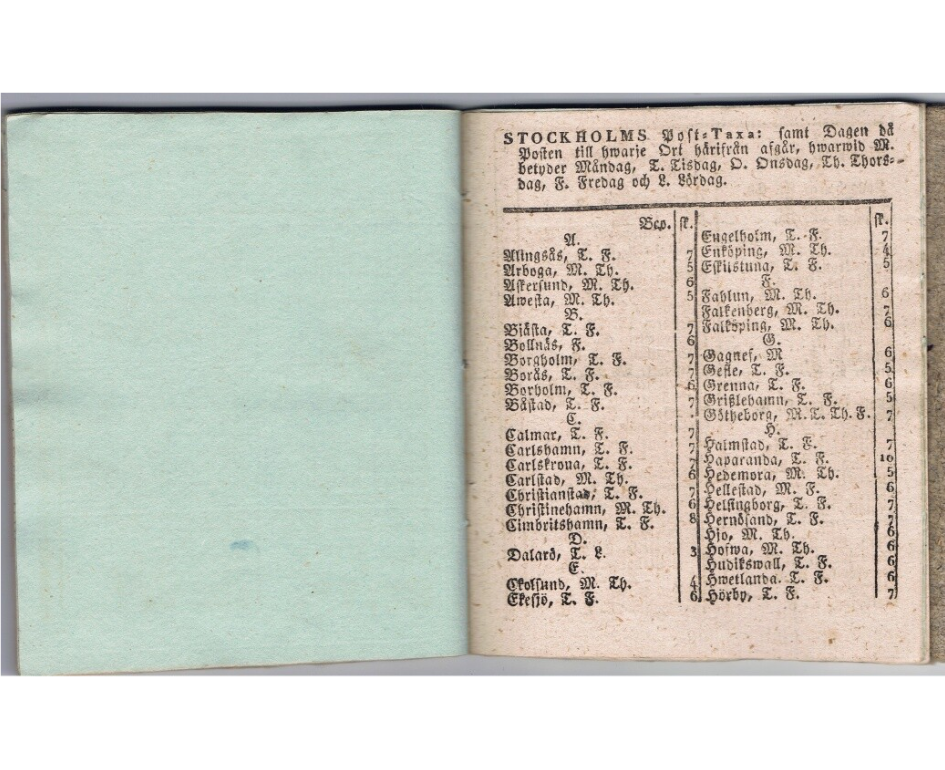 STOCKHOLMS Post-Taxa: samt Dagen då
Posten till hwarje Ort härifrån afgår, hwarwid M.
betyder Måndag, T. Tisdag, O. Onsdag, Th. Thors-
dag, F. Fredag och L. Lördag.
Bco. sk.
A.
Alingsås, T. F. 7
Arboga, M. Th. 5
Askersund, M. Th. 6
Awesta, M. Th. 5
B.
Bjästa, T. F. 7
Bollnäs, F. 6
Borgholm, T. F. 7
Borås, T. F. 7
Borholm, T. F. 6
Båstad, T. F. 7
C.
Calmar, T. F. 7
Carlshamn, T. F. 7
Carlskrona, T. F. 7
Carlstad, M. Th. 6
Christianstad, T. F. 7
Christinehamn, M. Th. 6
Cimbritshamn, T. F. 8
D.
Dalarö, T. L. 3
E.
Ekolsund, M. Th. 4
Ekesjö, T. F. 6
sk.
Engelholm, T. F. 7
Enköping, M. Th. 4
Eskilstuna, T. F. 5
F.
Fahlun, M. Th. 6
Falkenberg, M. Th. 7
Falköping, M. Th. 6
G.
Gagnef, M 6
Gefle, T. F. 5
Grenna, T. F. 6
Grißlehamn, T. F. 5
Götheborg, M. T. Th. F. 7
H.
Halmstad, T. F. 7
Haparanda, T. F. 10
Hedemora, M. Th. 5
Hellestad, M. F. 6
Helsingborg, T. F. 7
Hernösand, T. F. 7
Hjo, M. Th. 6
Hofwa, M. Th. 6
Hudikswall, T. F. 6
Hwetlanda. T. F. 6
Hörby, T. F. 7